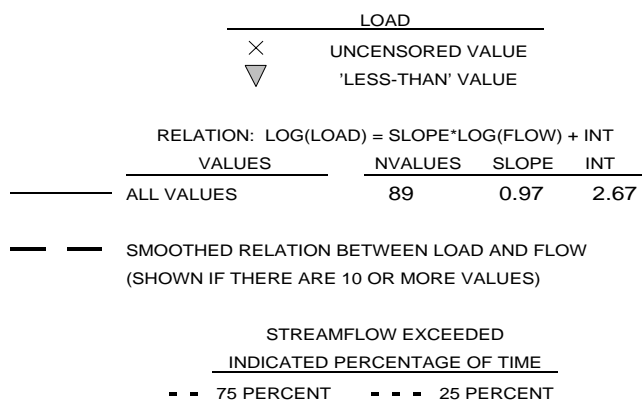 LOAD
UNCENSORED VALUE
'LESS-THAN' VALUE
RELATION: LOG(LOAD) = SLOPE*LOG(FLOW) + INT
VALUES NVALUES SLOPE INT
ALL VALUES 89 0.97 2.67
SMOOTHED RELATION BETWEEN LOAD AND FLOW
(SHOWN IF THERE ARE 10 OR MORE VALUES)
STREAMFLOW EXCEEDED
INDICATED PERCENTAGE OF TIME
75 PERCENT 25 PERCENT